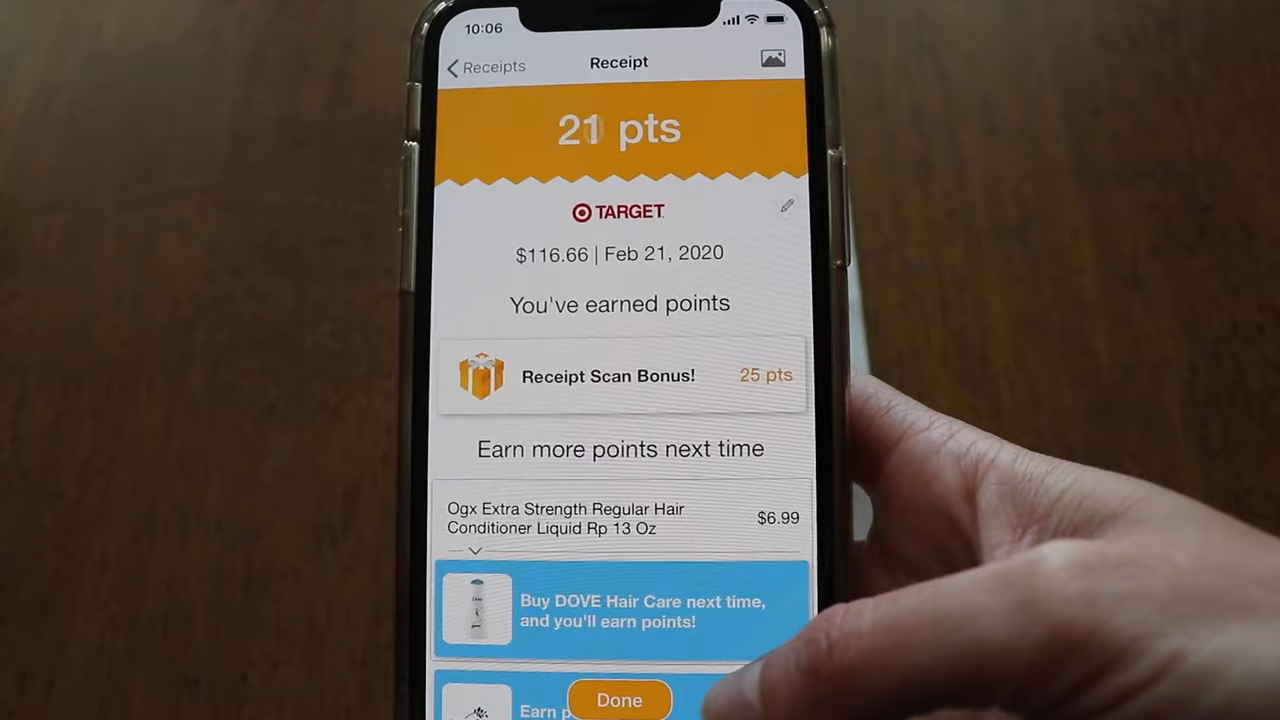 10:06
Receipts
Receipt
21 pts
TARGET
$116.66 | Feb 21, 2020
You've earned points
Receipt Scan Bonus!
25 pts
Earn more points next time
Ogx Extra Strength Regular Hair
Conditioner Liquid Rp 13 Oz
$6.99
Buy DOVE Hair Care next time,
and you'll earn points!
Earn
Done